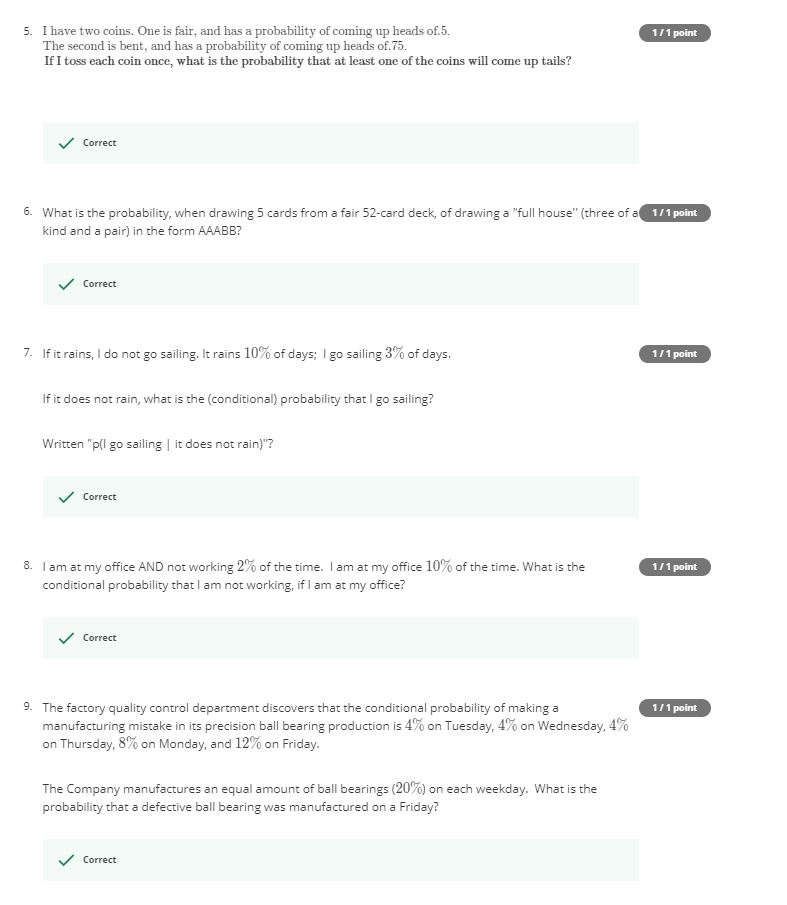 5. I have two coins. One is fair, and has a probability of coming up heads of.5.
1 / 1 point
The second is bent, and has a probability of coming up heads of.75.
If I toss each coin once, what is the probability that at least one of the coins will come up tails?
Correct
6. What is the probability, when drawing 5 cards from a fair 52-card deck, of drawing a "full house" (three of a
1 / 1 point
kind and a pair) in the form AAABB?
Correct
7. If it rains, I do not go sailing. It rains 10% of days; I go sailing 3% of days.
1 / 1 point
If it does not rain, what is the (conditional) probability that I go sailing?
Written "p(I go sailing | it does not rain)"?
Correct
8. I am at my office AND not working 2% of the time. I am at my office 10% of the time. What is the
1 / 1 point
conditional probability that I am not working, if I am at my office?
Correct
9. The factory quality control department discovers that the conditional probability of making a
1 / 1 point
manufacturing mistake in its precision ball bearing production is 4% on Tuesday, 4% on Wednesday, 4%
on Thursday, 8% on Monday, and 12% on Friday.
The Company manufactures an equal amount of ball bearings (20%) on each weekday. What is the
probability that a defective ball bearing was manufactured on a Friday?
Correct